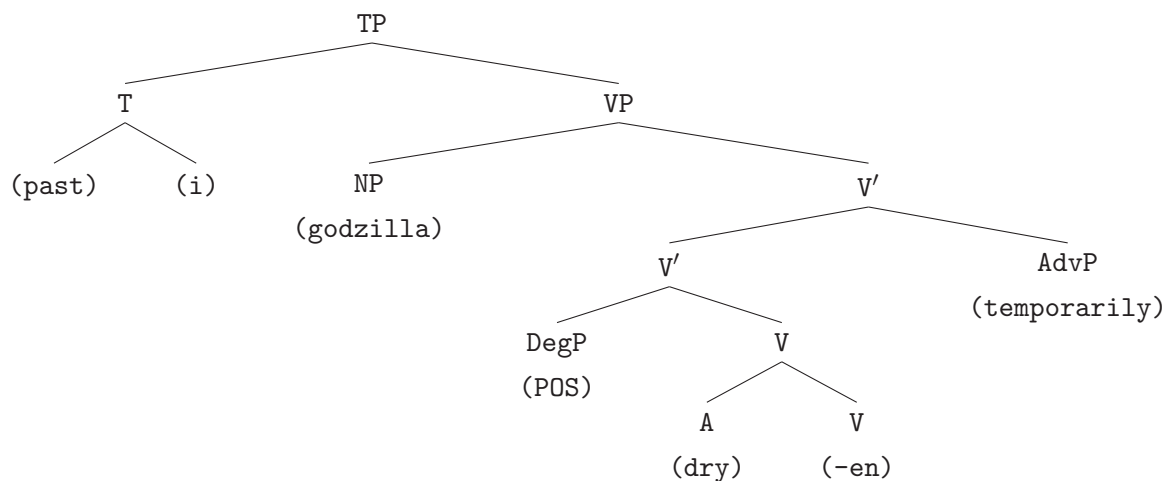 TP
T VP
(past) (i) NP V′
(godzilla)
V′ AdvP
(temporarily)
DegP V
(POS)
A V
(dry) (-en)